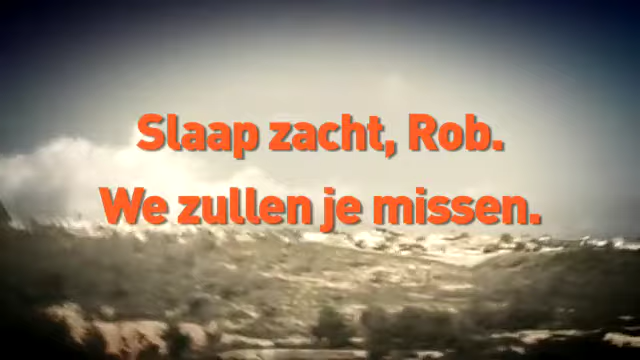 Slaap zacht, Rob.
We zullen je missen.